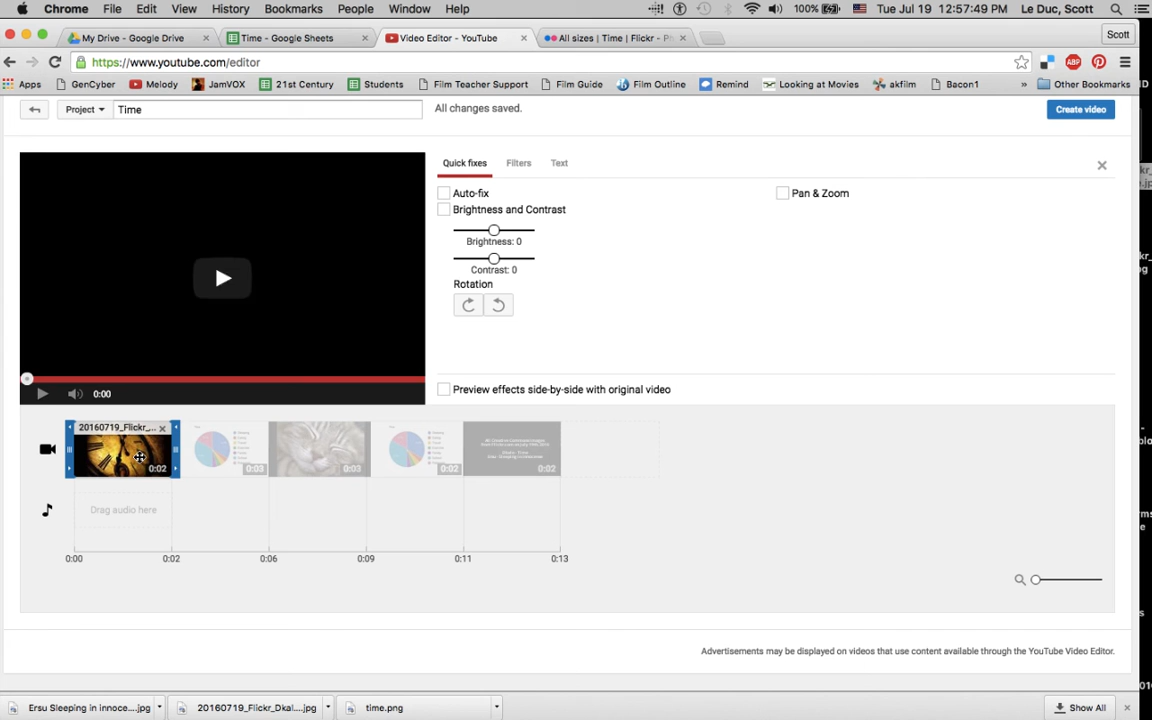 Chrome File Edit View History Bookmarks People Window Help 100% Tue Jul 19 12:57:49 PM Le Duc, Scott
My Drive - Google Drive Time - Google Sheets Video Editor - YouTube All sizes | Time | Flickr - Scott
https://www.youtube.com/editor
Apps GenCyber Melody JamVOX 21st Century Students Film Teacher Support Film Guide Film Outline Remind Looking at Movies akfilm Bacon1 » Other Bookmarks
Project Time All changes saved. Create video
Quick fixes Filters Text
Auto-fix Pan & Zoom
Brightness and Contrast
Brightness: 0
Contrast: 0
Rotation
0:00
Preview effects side-by-side with original video
20160719_Flickr_...
0:02 0:03 0:03 0:02 0:02
Drag audio here
0:00 0:02 0:06 0:09 0:11 0:13
Advertisements may be displayed on videos that use content available through the YouTube Video Editor.
Ersu Sleeping in innoce....jpg 20160719_Flickr_Dkal....jpg time.png Show All